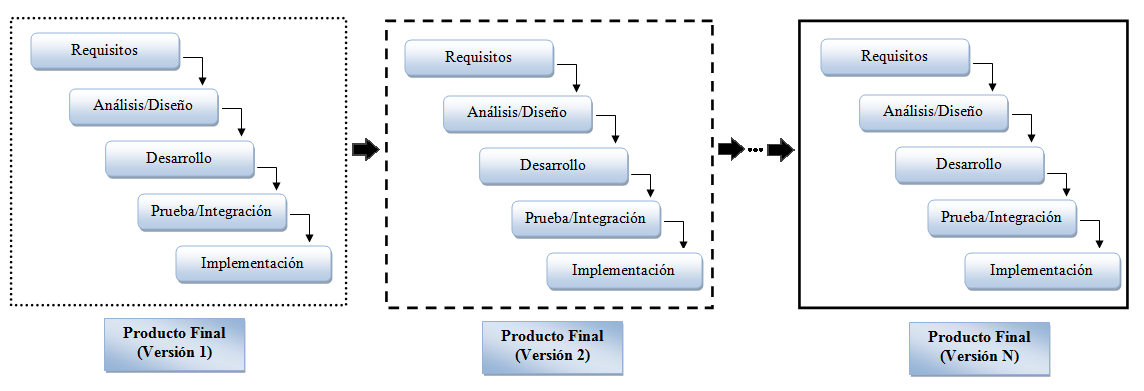 Requisitos
Análisis/Diseño
Desarrollo
Prueba/Integración
Implementación
Producto Final
(Versión 1)
Requisitos
Análisis/Diseño
Desarrollo
Prueba/Integración
Implementación
Producto Final
(Versión 2)
Requisitos
Análisis/Diseño
Desarrollo
Prueba/Integración
Implementación
Producto Final
(Versión N)